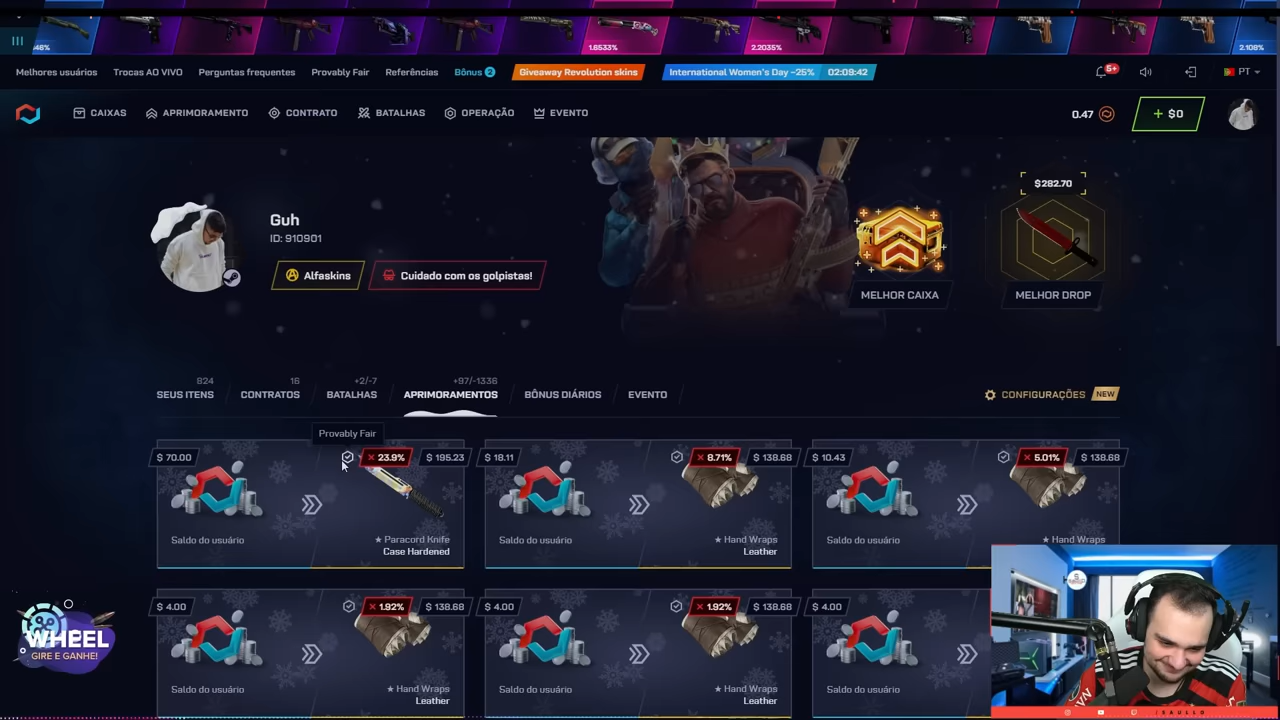 46%
1.6533%
2.2035%
2.108%
Melhores usuários
Trocas AO VIVO
Perguntas frequentes
Provably Fair
Referências
Bônus 2
Giveaway Revolution skins
International Women's Day -25%
02:09:42
5+
PT
CAIXAS
APRIMORAMENTO
CONTRATO
BATALHAS
OPERAÇÃO
EVENTO
0.47
+ $0
$282.70
Guh
ID: 910901
Alfaskins
Cuidado com os golpistas!
MELHOR CAIXA
MELHOR DROP
824
16
+2/-7
+97/-1336
SEUS ITENS
CONTRATOS
BATALHAS
APRIMORAMENTOS
BÔNUS DIÁRIOS
EVENTO
CONFIGURAÇÕES
NEW
Provably Fair
$ 70.00
× 23.9%
$ 195.23
$ 18.11
× 8.71%
$ 138.68
$ 10.43
× 5.01%
$ 138.68
Saldo do usuário
★ Paracord Knife
Case Hardened
Saldo do usuário
★ Hand Wraps
Leather
Saldo do usuário
★ Hand Wraps
$ 4.00
× 1.92%
$ 138.68
$ 4.00
× 1.92%
$ 138.68
$ 4.00
WHEEL
GIRE E GANHE!
Saldo do usuário
★ Hand Wraps
Leather
Saldo do usuário
★ Hand Wraps
Leather
Saldo do usuário